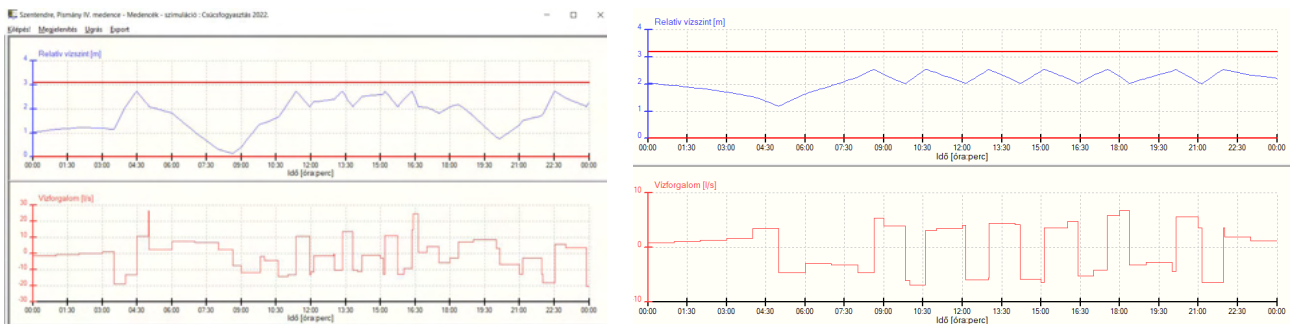 Szentendre, Pismány IV. medence - Medencék - szimuláció : Csúcsfogyasztás 2022.
Kilépés! Megjelenítés Ugrás Export
Relatív vízszint [m]
4
3
2
1
0
00:00 01:30 03:00 04:30 06:00 07:30 09:00 10:30 12:00 13:30 15:00 16:30 18:00 19:30 21:00 22:30 00:00
Idő [óra:perc]
Vízforgalom [l/s]
30
20
10
0
-10
-20
-30
00:00 01:30 03:00 04:30 06:00 07:30 09:00 10:30 12:00 13:30 15:00 16:30 18:00 19:30 21:00 22:30 00:00
Idő [óra:perc]
Relatív vízszint [m]
4
3
2
1
0
00:00 01:30 03:00 04:30 06:00 07:30 09:00 10:30 12:00 13:30 15:00 16:30 18:00 19:30 21:00 22:30 00:00
Idő [óra:perc]
Vízforgalom [l/s]
10
0
10
00:00 01:30 03:00 04:30 06:00 07:30 09:00 10:30 12:00 13:30 15:00 16:30 18:00 19:30 21:00 22:30 00:00
Idő [óra:perc]